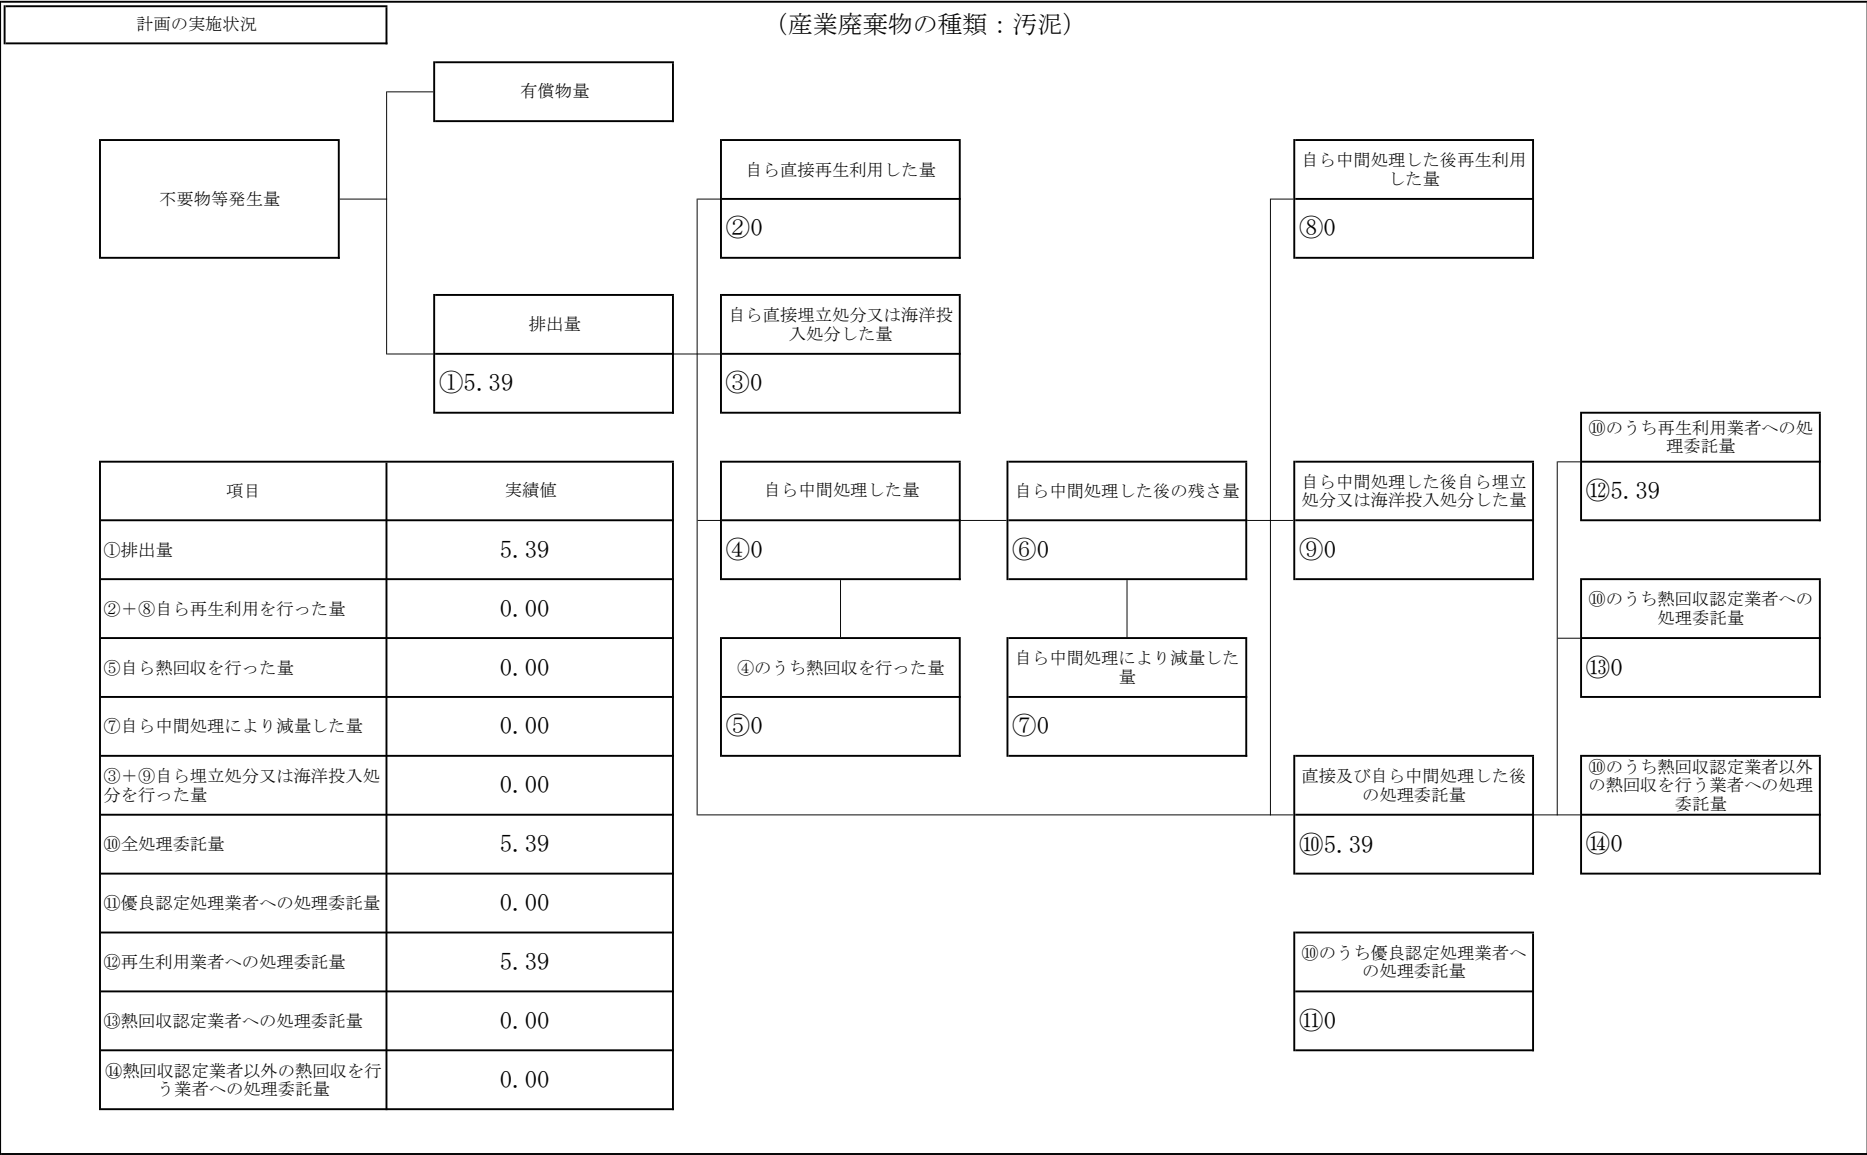 計画の実施状況
（産業廃棄物の種類：汚泥）
有償物量
不要物等発生量
自ら直接再生利用した量
②0
自ら中間処理した後再生利用
した量
⑧0
排出量
①5.39
自ら直接埋立処分又は海洋投
入処分した量
③0
⑩のうち再生利用業者への処
理委託量
⑫5.39
自ら中間処理した量
④0
自ら中間処理した後の残さ量
⑥0
自ら中間処理した後自ら埋立
処分又は海洋投入処分した量
⑨0
⑩のうち熱回収認定業者への
処理委託量
⑬0
④のうち熱回収を行った量
⑤0
自ら中間処理により減量した
量
⑦0
直接及び自ら中間処理した後
の処理委託量
⑩5.39
⑩のうち熱回収認定業者以外
の熱回収を行う業者への処理
委託量
⑭0
⑩のうち優良認定処理業者へ
の処理委託量
⑪0
項目 実績値
①排出量 5.39
②＋⑧自ら再生利用を行った量 0.00
⑤自ら熱回収を行った量 0.00
⑦自ら中間処理により減量した量 0.00
③＋⑨自ら埋立処分又は海洋投入処
分を行った量 0.00
⑩全処理委託量 5.39
⑪優良認定処理業者への処理委託量 0.00
⑫再生利用業者への処理委託量 5.39
⑬熱回収認定業者への処理委託量 0.00
⑭熱回収認定業者以外の熱回収を行
う業者への処理委託量 0.00